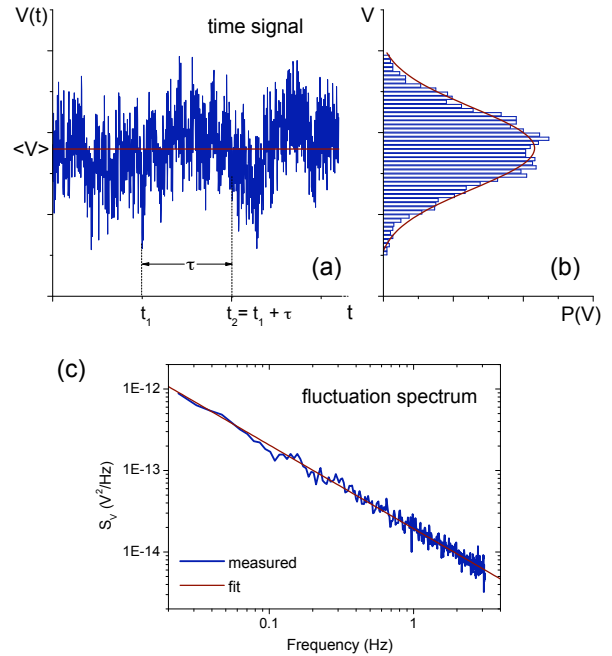 V(t)
time signal
<V>
τ
(a)
t1
t2= t1 + τ
t
V
(b)
P(V)
(c)
fluctuation spectrum
1E-12
1E-13
1E-14
SV (V²/Hz)
measured
fit
0.1
1
Frequency (Hz)